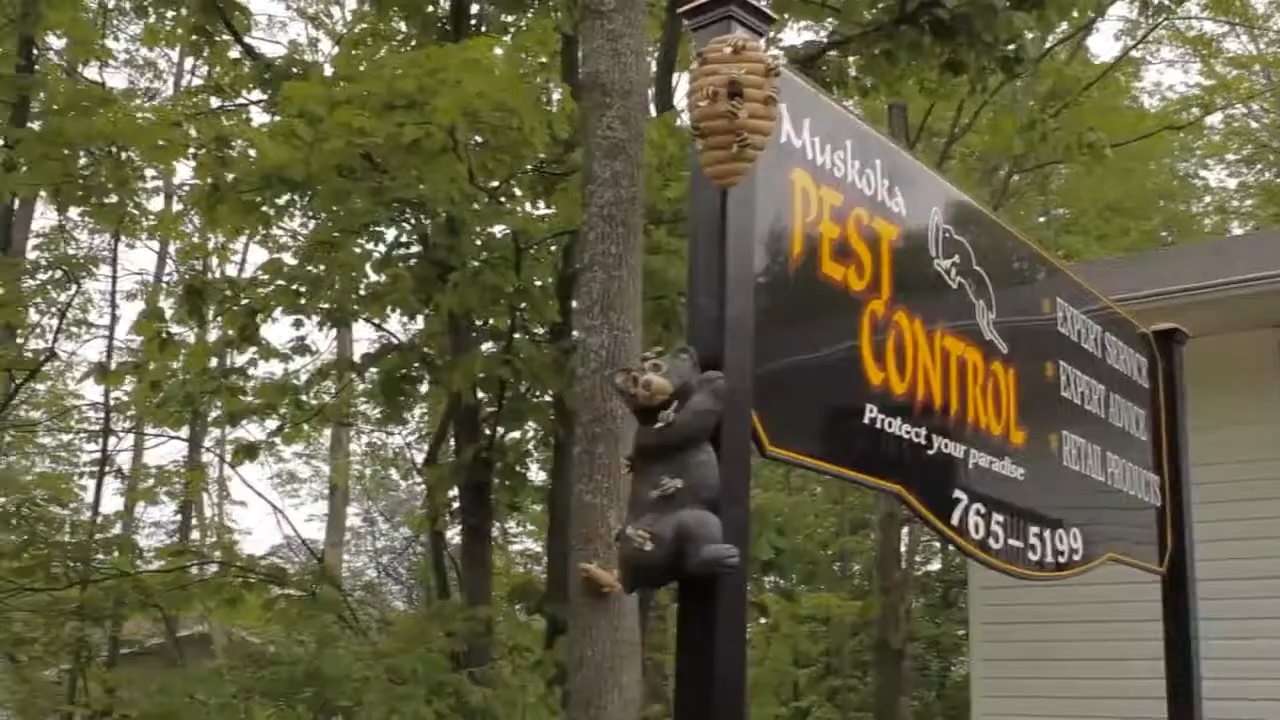 Muskoka
PEST
CONTROL
Protect your paradise
765-5199
EXPERT SERVICE
EXPERT ADVICE
RETAIL PRODUCTS